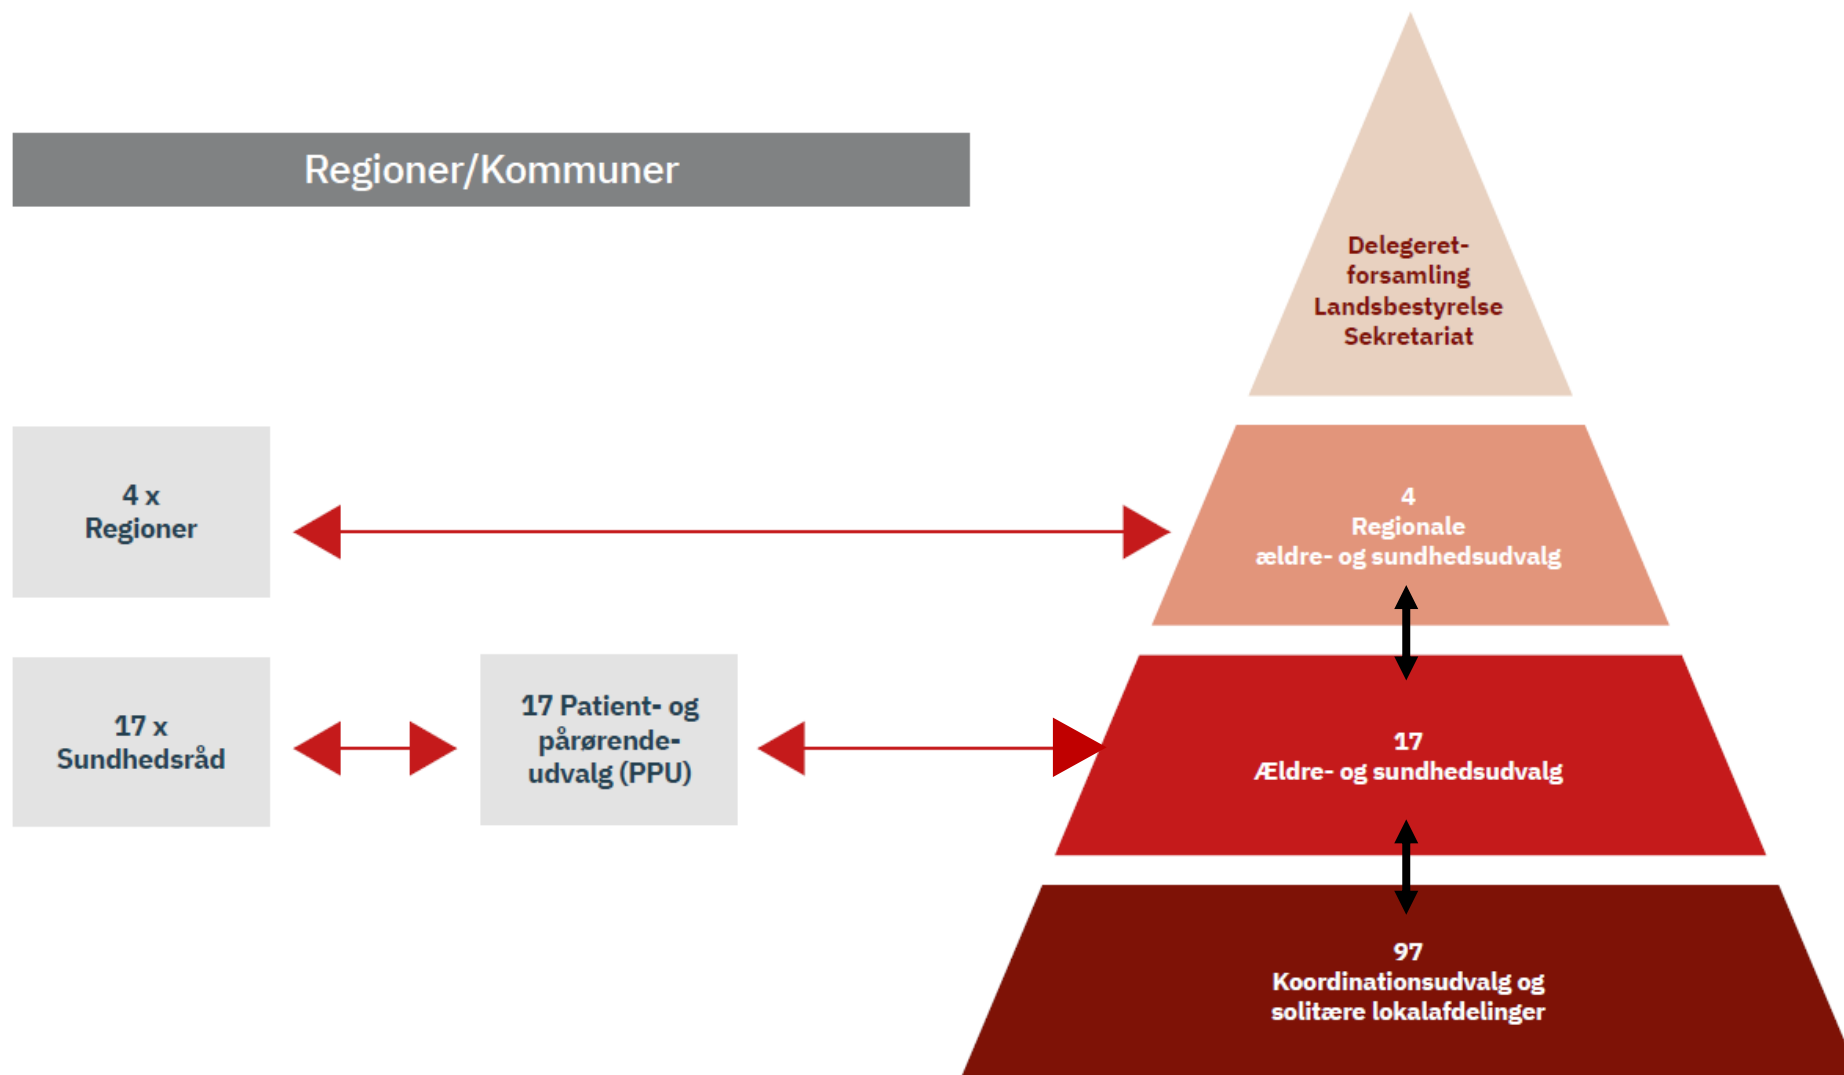 Regioner/Kommuner
Delegeret-
forsamling
Landsbestyrelse
Sekretariat
4 x
Regioner
4
Regionale
ældre- og sundhedsudvalg
17 x
Sundhedsråd
17 Patient- og
pårørende-
udvalg (PPU)
17
Ældre- og sundhedsudvalg
97
Koordinationsudvalg og
solitære lokalafdelinger